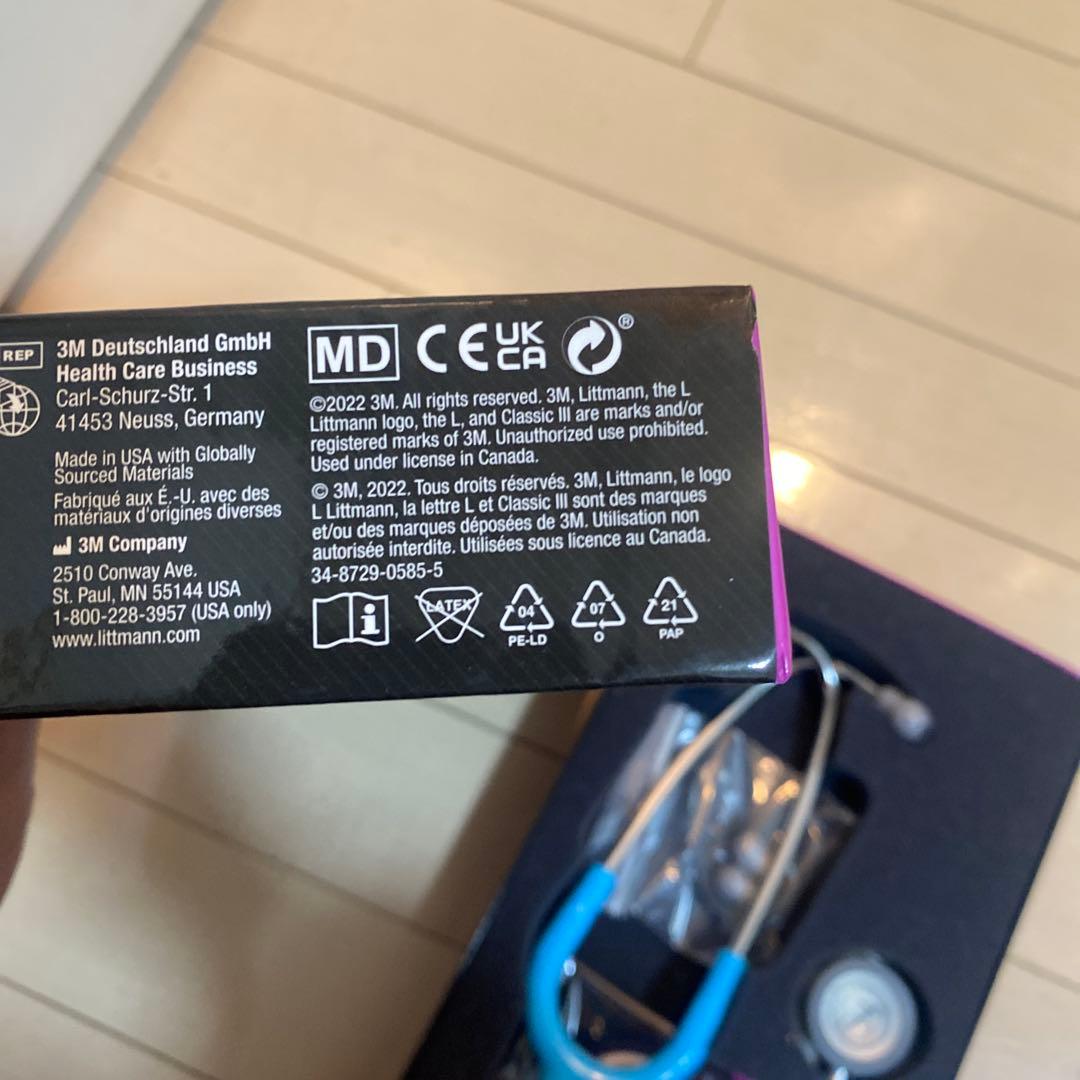 REP
3M Deutschland GmbH
Health Care Business
Carl-Schurz-Str. 1
41453 Neuss, Germany
Made in USA with Globally
Sourced Materials
Fabriqué aux É.-U. avec des
matériaux d'origines diverses
3M Company
2510 Conway Ave.
St. Paul, MN 55144 USA
1-800-228-3957 (USA only)
www.littmann.com
MD CE UK CA ®
©2022 3M. All rights reserved. 3M, Littmann, the L
Littmann logo, the L, and Classic III are marks and/or
registered marks of 3M. Unauthorized use prohibited.
Used under license in Canada.
© 3M, 2022. Tous droits réservés. 3M, Littmann, le logo
L Littmann, la lettre L et Classic III sont des marques
et/ou des marques déposées de 3M. Utilisation non
autorisée interdite. Utilisées sous licence au Canada.
34-8729-0585-5
i LATEX 04 07 21
PE-LD O PAP